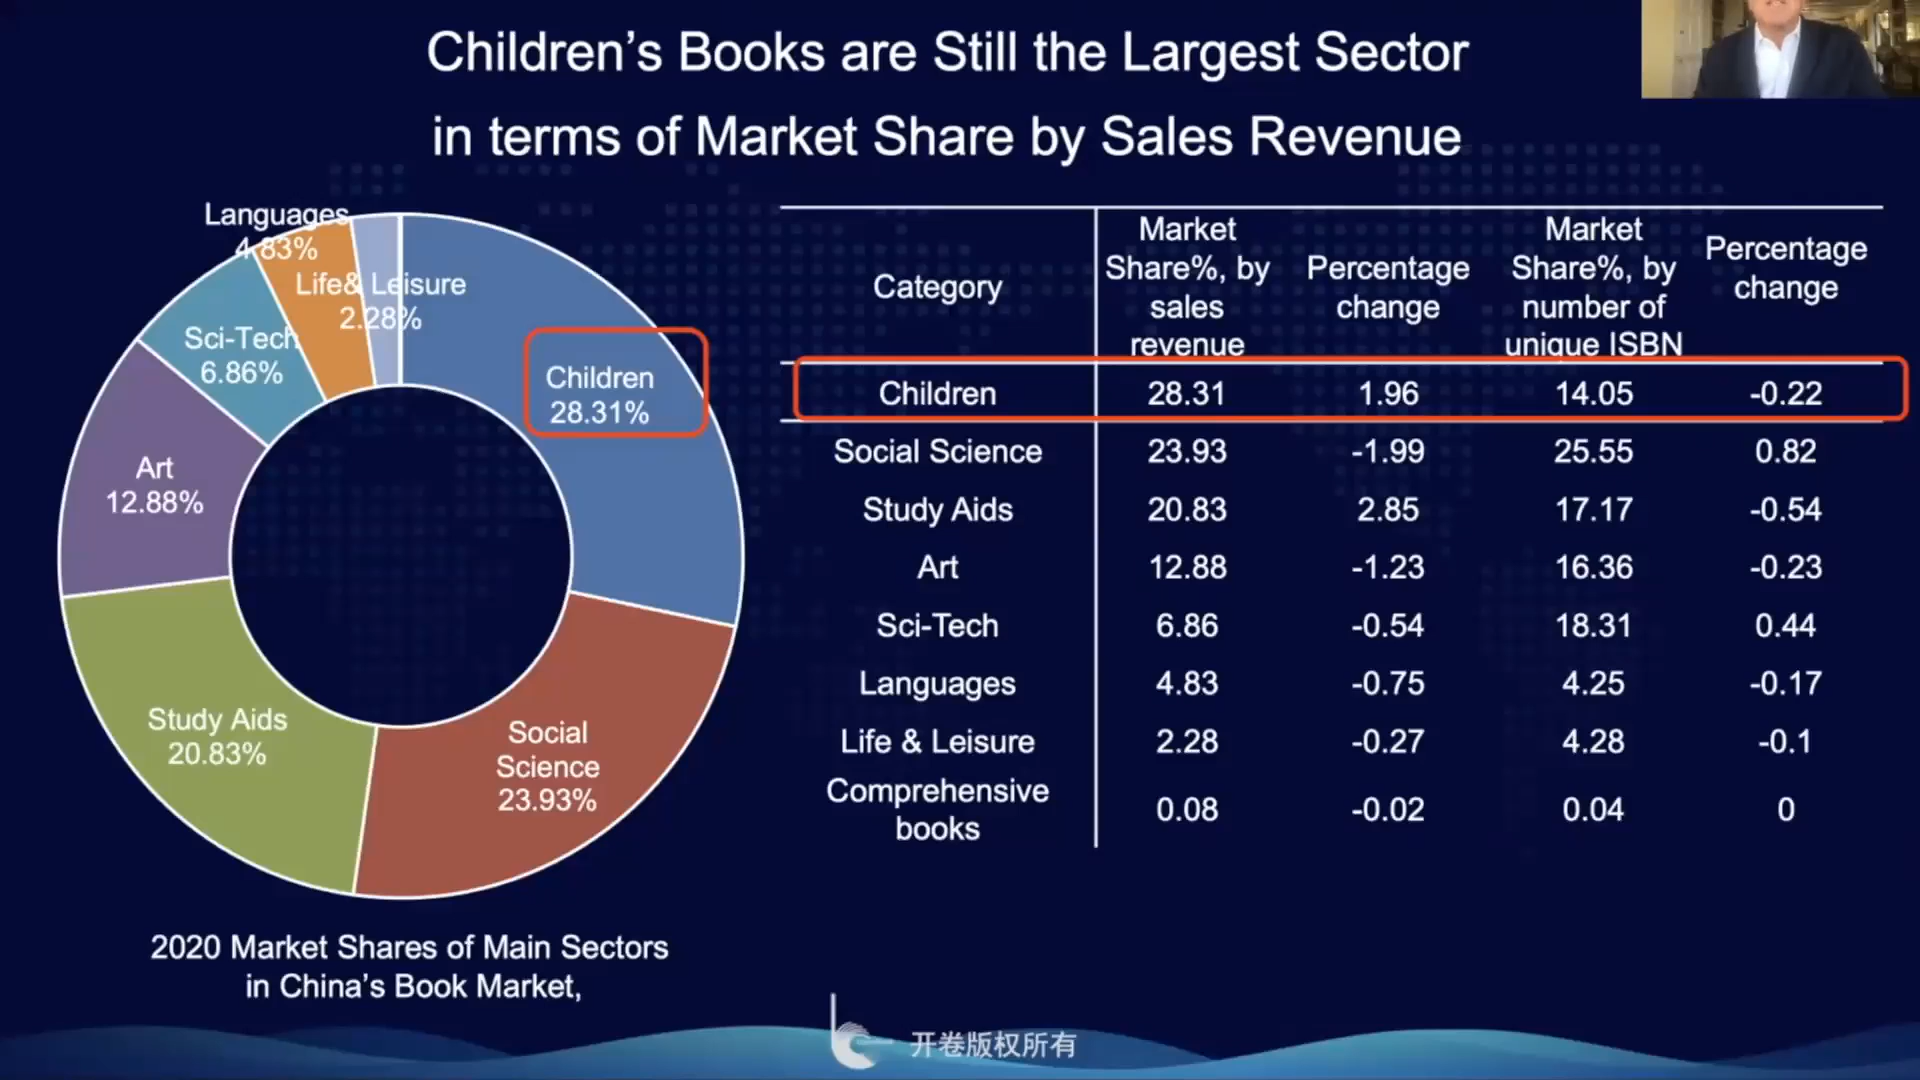 Children's Books are Still the Largest Sector
in terms of Market Share by Sales Revenue
Languages
4.83%
Life& Leisure
2.28%
Sci-Tech
6.86%
Children
28.31%
Art
12.88%
Study Aids
20.83%
Social
Science
23.93%
2020 Market Shares of Main Sectors
in China's Book Market,
Category
Market
Share%, by
sales
revenue
Percentage
change
Market
Share%, by
number of
unique ISBN
Percentage
change
Children 28.31 1.96 14.05 -0.22
Social Science 23.93 -1.99 25.55 0.82
Study Aids 20.83 2.85 17.17 -0.54
Art 12.88 -1.23 16.36 -0.23
Sci-Tech 6.86 -0.54 18.31 0.44
Languages 4.83 -0.75 4.25 -0.17
Life & Leisure 2.28 -0.27 4.28 -0.1
Comprehensive
books 0.08 -0.02 0.04 0
开卷版权所有